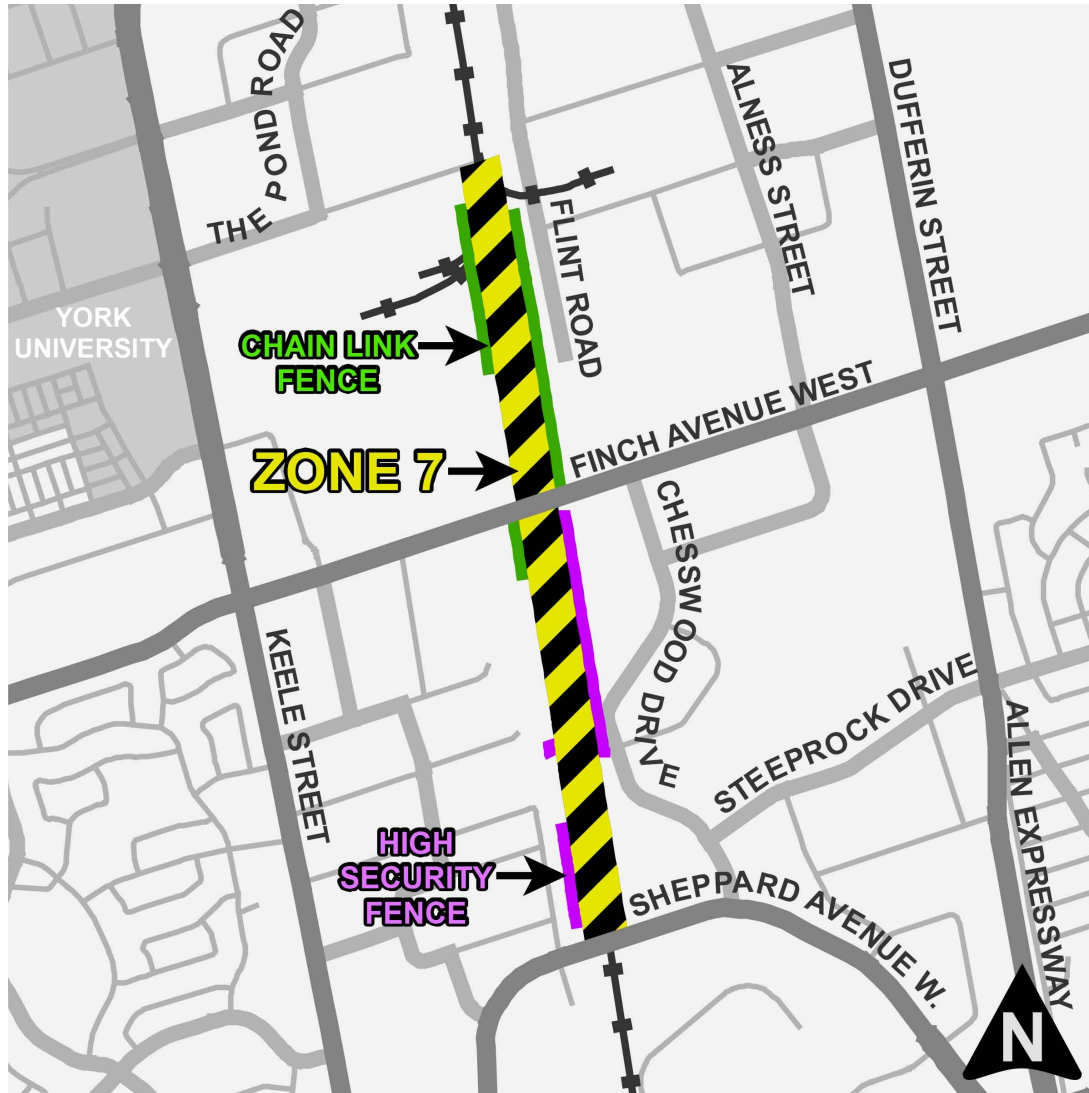 THE POND ROAD
FLINT ROAD
ALNESS STREET
DUFFERIN STREET
YORK
UNIVERSITY
CHAIN LINK
FENCE
ZONE 7
FINCH AVENUE WEST
CHESSWOOD DRIVE
KEELE STREET
STEEPROCK DRIVE
ALLEN EXPRESSWAY
HIGH
SECURITY
FENCE
SHEPPARD AVENUE W.
N